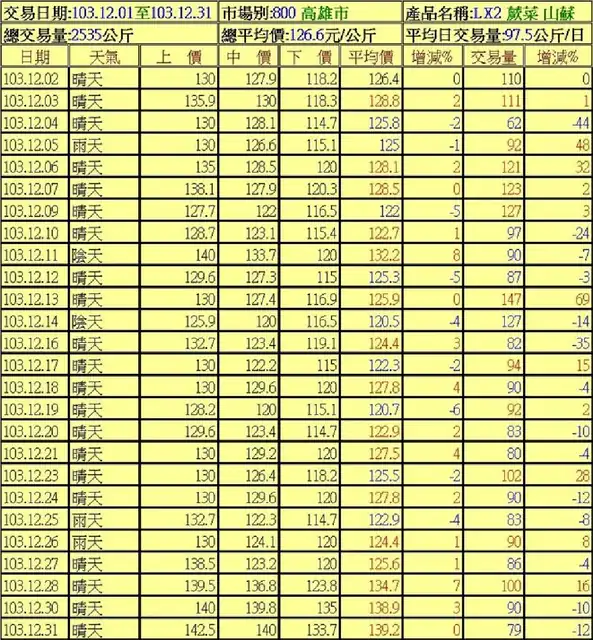 交易日期:103.12.01至103.12.31 市場別:800 高雄市 產品名稱:LX2 蕨菜 山蘇
總交易量:2535公斤 總平均價:126.6元/公斤 平均日交易量:97.5公斤/日
日期 天氣 上 價 中 價 下 價 平均價 增減% 交易量 增減%
103.12.02 晴天 130 127.9 118.2 126.4 0 110 0
103.12.03 晴天 135.9 130 118.3 128.8 2 111 1
103.12.04 晴天 130 128.1 114.7 125.8 -2 62 -44
103.12.05 雨天 130 126.6 115.1 125 -1 92 48
103.12.06 晴天 135 128.5 120 128.1 2 121 32
103.12.07 晴天 138.1 127.9 120.3 128.5 0 123 2
103.12.09 晴天 127.7 122 116.5 122 -5 127 3
103.12.10 晴天 128.7 123.1 115.4 122.7 1 97 -24
103.12.11 陰天 140 133.7 120 132.2 8 90 -7
103.12.12 晴天 129.6 127.3 115 125.3 -5 87 -3
103.12.13 晴天 130 127.4 116.9 125.9 0 147 69
103.12.14 陰天 125.9 120 116.5 120.5 -4 127 -14
103.12.16 晴天 132.7 123.4 119.1 124.4 3 82 -35
103.12.17 晴天 130 122.2 115 122.3 -2 94 15
103.12.18 晴天 130 129.6 120 127.8 4 90 -4
103.12.19 晴天 128.2 120 115.1 120.7 -6 92 2
103.12.20 晴天 129.6 123.4 114.7 122.9 2 83 -10
103.12.21 晴天 130 129.2 120 127.5 4 80 -4
103.12.23 晴天 130 126.4 118.2 125.5 -2 102 28
103.12.24 晴天 130 129.6 120 127.8 2 90 -12
103.12.25 雨天 132.7 122.3 114.7 122.9 -4 83 -8
103.12.26 雨天 130 124.1 120 124.4 1 90 8
103.12.27 晴天 138.5 123.2 120 125.6 1 86 -4
103.12.28 晴天 139.5 136.8 123.8 134.7 7 100 16
103.12.30 晴天 140 139.8 135 138.9 3 90 -10
103.12.31 晴天 142.5 140 133.7 139.2 0 79 -12